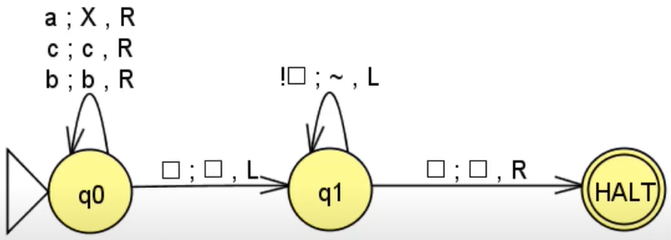 a ; X , R
c ; c , R
b ; b , R
!□ ; ~ , L
□ ; □ , L
□ ; □ , R
q0
q1
HALT